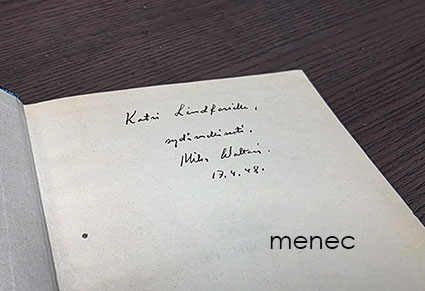 Katri Lindforsille,
sydämellisesti.
Mika Waltari.
17.4.48.
menec